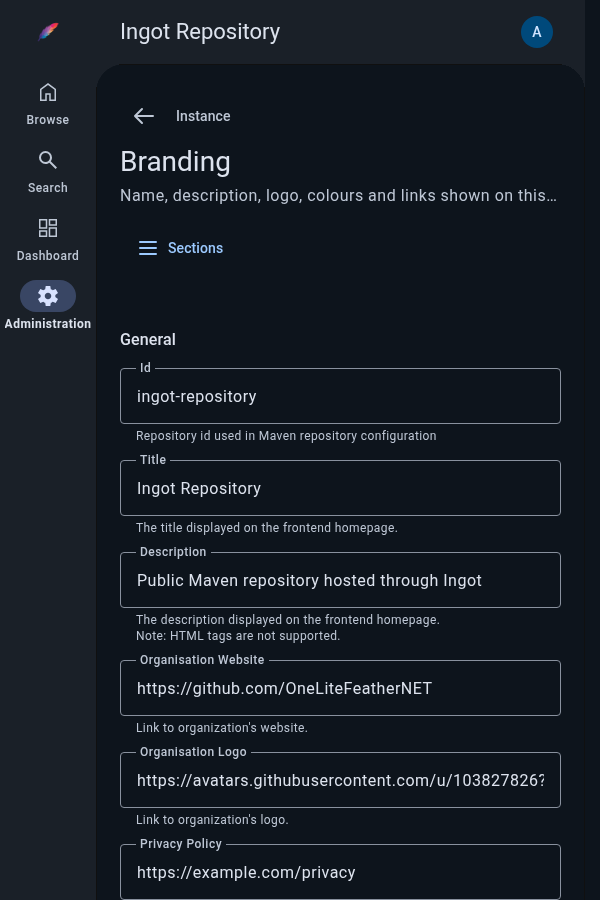 Ingot Repository
A
Browse
Search
Dashboard
Administration
Instance
Branding
Name, description, logo, colours and links shown on this…
Sections
General
Id
ingot-repository
Repository id used in Maven repository configuration
Title
Ingot Repository
The title displayed on the frontend homepage.
Description
Public Maven repository hosted through Ingot
The description displayed on the frontend homepage.
Note: HTML tags are not supported.
Organisation Website
https://github.com/OneLiteFeatherNET
Link to organization's website.
Organisation Logo
https://avatars.githubusercontent.com/u/103827826?
Link to organization's logo.
Privacy Policy
https://example.com/privacy